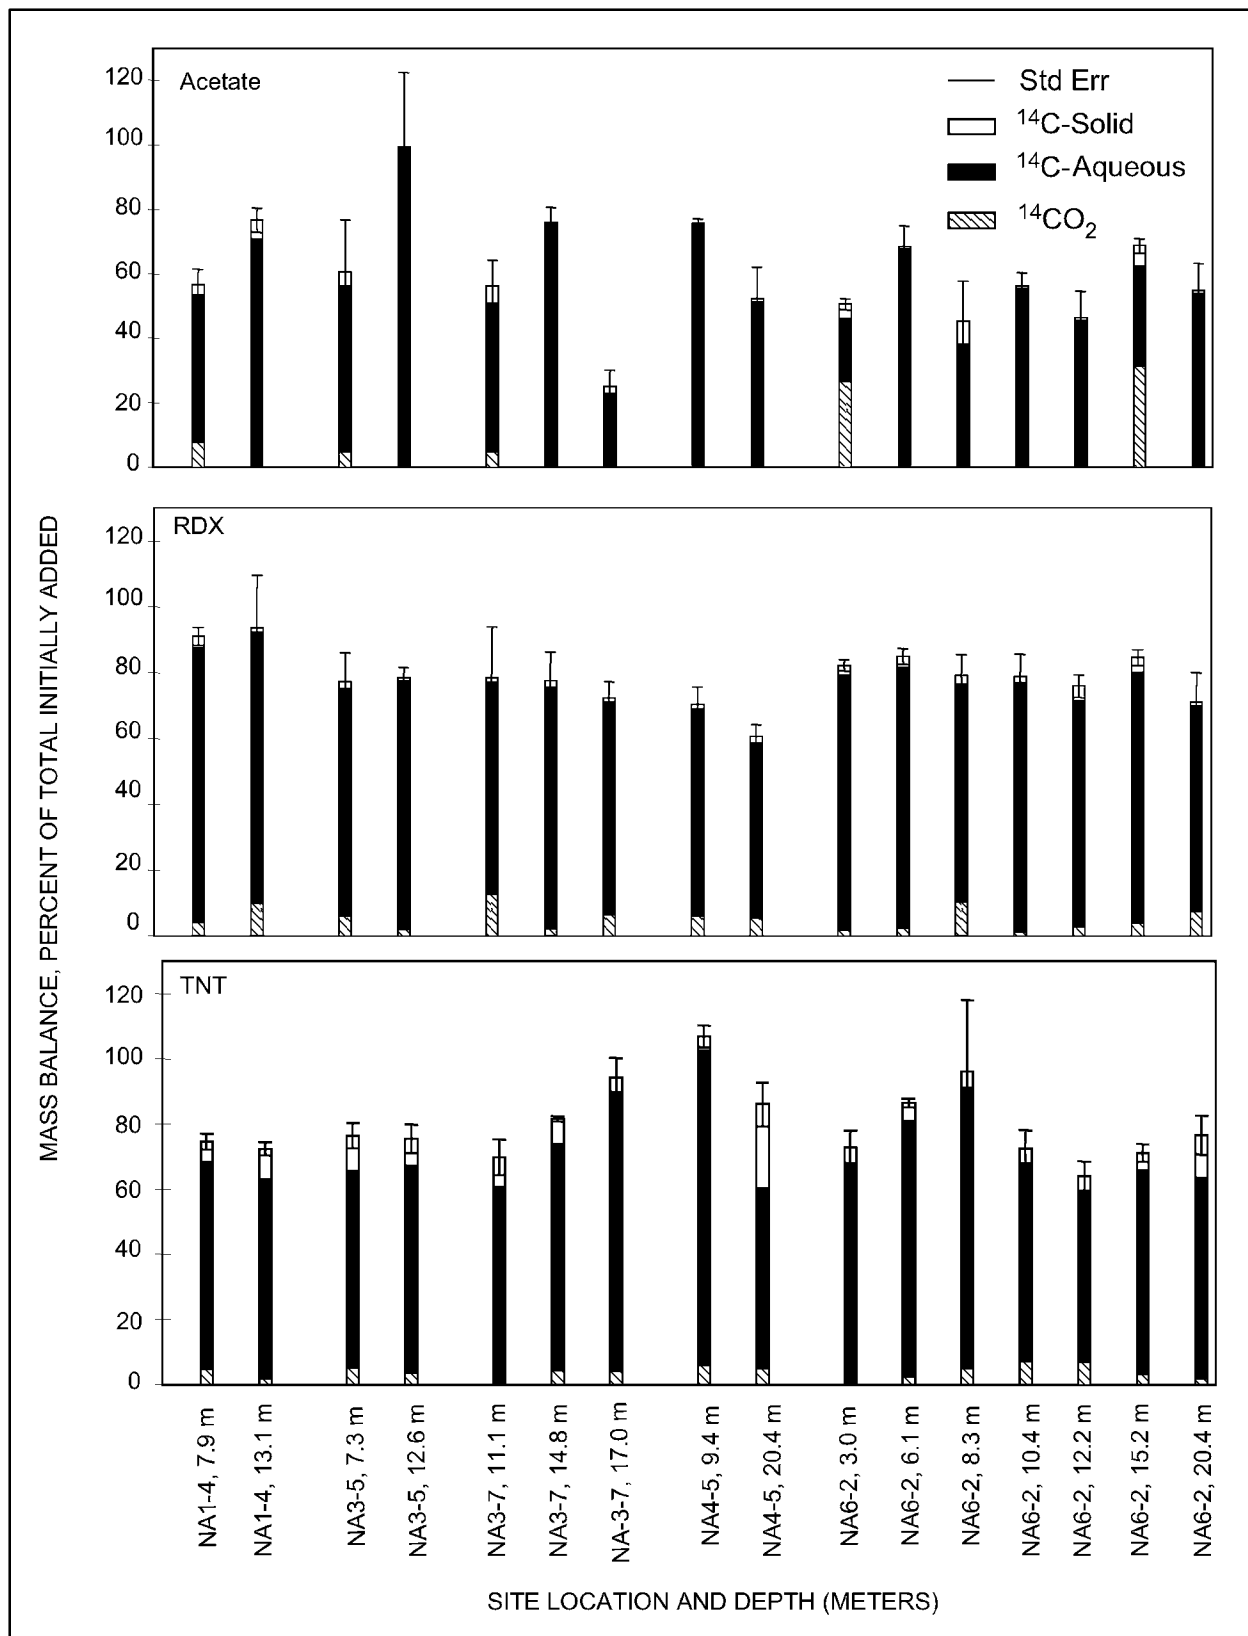 Acetate
Std Err
14C-Solid
14C-Aqueous
14CO2
120
100
80
60
40
20
0
RDX
120
100
80
60
40
20
0
TNT
120
100
80
60
40
20
0
MASS BALANCE, PERCENT OF TOTAL INITIALLY ADDED
NA1-4, 7.9 m
NA1-4, 13.1 m
NA3-5, 7.3 m
NA3-5, 12.6 m
NA3-7, 11.1 m
NA3-7, 14.8 m
NA-3-7, 17.0 m
NA4-5, 9.4 m
NA4-5, 20.4 m
NA6-2, 3.0 m
NA6-2, 6.1 m
NA6-2, 8.3 m
NA6-2, 10.4 m
NA6-2, 12.2 m
NA6-2, 15.2 m
NA6-2, 20.4 m
SITE LOCATION AND DEPTH (METERS)